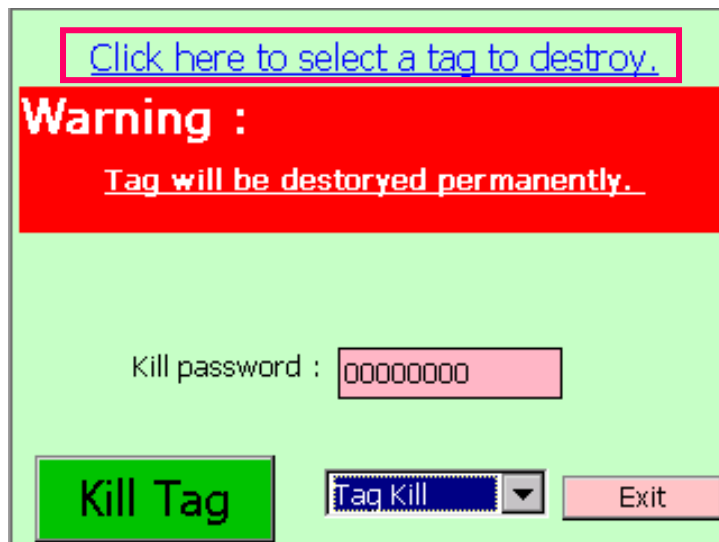 Click here to select a tag to destroy.
Warning :
Tag will be destoryed permanently.
Kill password : 00000000
Kill Tag
Tag Kill
Exit